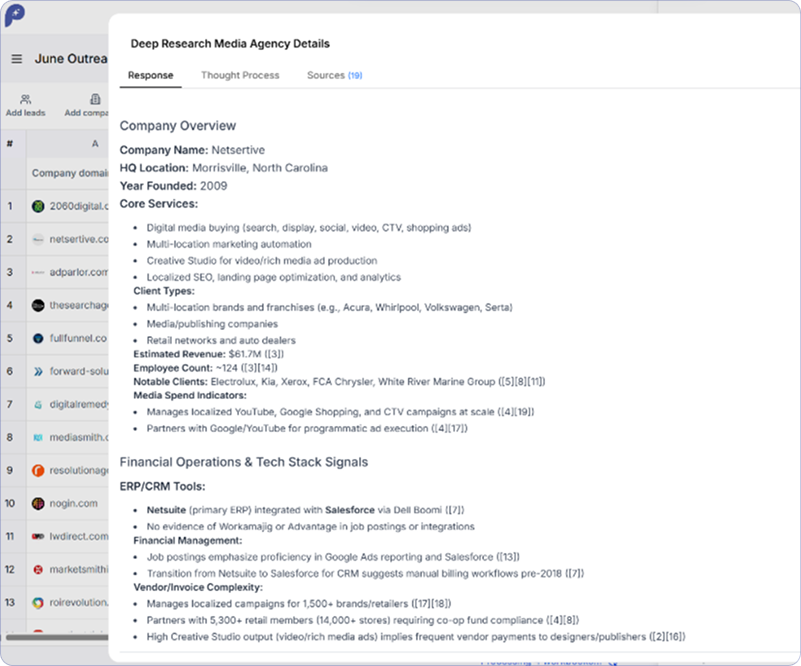 Deep Research Media Agency Details
June Outrea
Response Thought Process Sources (19)
Add leads Add compa
# A
Company domai
1 2060digital.c
2 netsertive.co
3 adparlor.com
4 thesearchag
5 fullfunnel.co
6 forward-solu
7 digitalremed
8 mediasmith.c
9 resolutionag
10 nogin.com
11 lwdirect.com
12 marketsmithi
13 roirevolution.
Company Overview
Company Name: Netsertive
HQ Location: Morrisville, North Carolina
Year Founded: 2009
Core Services:
• Digital media buying (search, display, social, video, CTV, shopping ads)
• Multi-location marketing automation
• Creative Studio for video/rich media ad production
• Localized SEO, landing page optimization, and analytics
Client Types:
• Multi-location brands and franchises (e.g., Acura, Whirlpool, Volkswagen, Serta)
• Media/publishing companies
• Retail networks and auto dealers
Estimated Revenue: $61.7M ([3])
Employee Count: ~124 ([3][14])
Notable Clients: Electrolux, Kia, Xerox, FCA Chrysler, White River Marine Group ([5][8][11])
Media Spend Indicators:
• Manages localized YouTube, Google Shopping, and CTV campaigns at scale ([4][19])
• Partners with Google/YouTube for programmatic ad execution ([4][17])
Financial Operations & Tech Stack Signals
ERP/CRM Tools:
• Netsuite (primary ERP) integrated with Salesforce via Dell Boomi ([7])
• No evidence of Workamajig or Advantage in job postings or integrations
Financial Management:
• Job postings emphasize proficiency in Google Ads reporting and Salesforce ([13])
• Transition from Netsuite to Salesforce for CRM suggests manual billing workflows pre-2018 ([7])
Vendor/Invoice Complexity:
• Manages localized campaigns for 1,500+ brands/retailers ([17][18])
• Partners with 5,300+ retail members (14,000+ stores) requiring co-op fund compliance ([4][8])
• High Creative Studio output (video/rich media ads) implies frequent vendor payments to designers/publishers ([2][16])